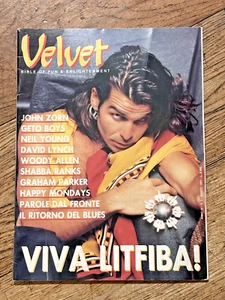 Velvet
BIBLE OF FUN & ENLIGHTENMENT
JOHN ZORN
GETO BOYS
NEIL YOUNG
DAVID LYNCH
WOODY ALLEN
SHABBA RANKS
GRAHAM PARKER
HAPPY MONDAYS
PAROLE DAL FRONTE
IL RITORNO DEL BLUES
VIVA LITFIBA!